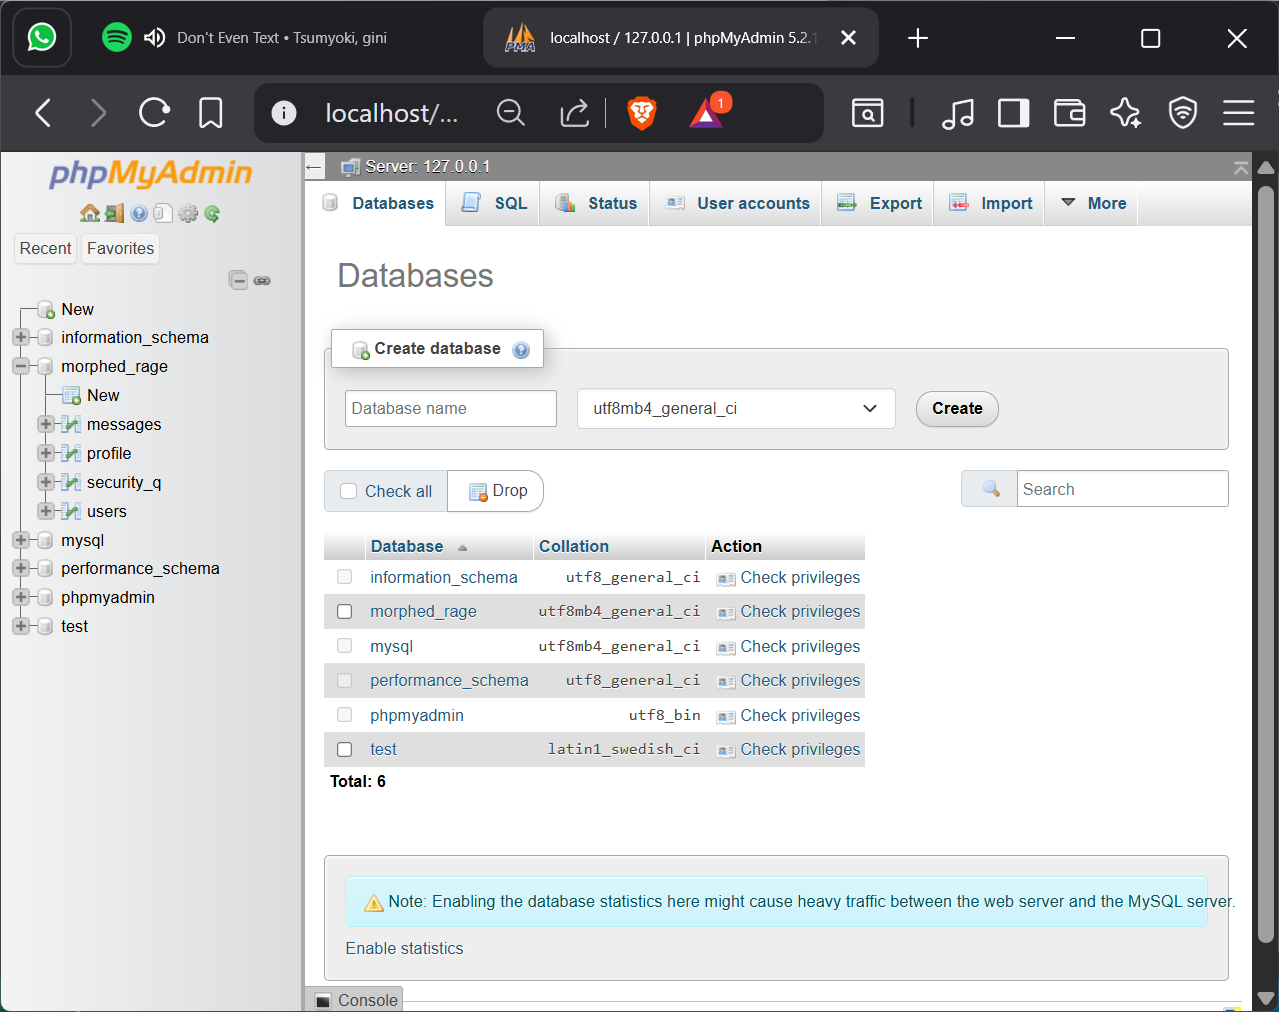 Don't Even Text • Tsumyoki, gini
PMA
localhost / 127.0.0.1 | phpMyAdmin 5.2.1
localhost/...
1
phpMyAdmin
Recent
Favorites
New
information_schema
morphed_rage
New
messages
profile
security_q
users
mysql
performance_schema
phpmyadmin
test
Server: 127.0.0.1
Databases
SQL
Status
User accounts
Export
Import
More
Databases
Create database
Database name
utf8mb4_general_ci
Create
Check all
Drop
Search
Database Collation Action
information_schema utf8_general_ci Check privileges
morphed_rage utf8mb4_general_ci Check privileges
mysql utf8mb4_general_ci Check privileges
performance_schema utf8_general_ci Check privileges
phpmyadmin utf8_bin Check privileges
test latin1_swedish_ci Check privileges
Total: 6
Note: Enabling the database statistics here might cause heavy traffic between the web server and the MySQL server.
Enable statistics
Console